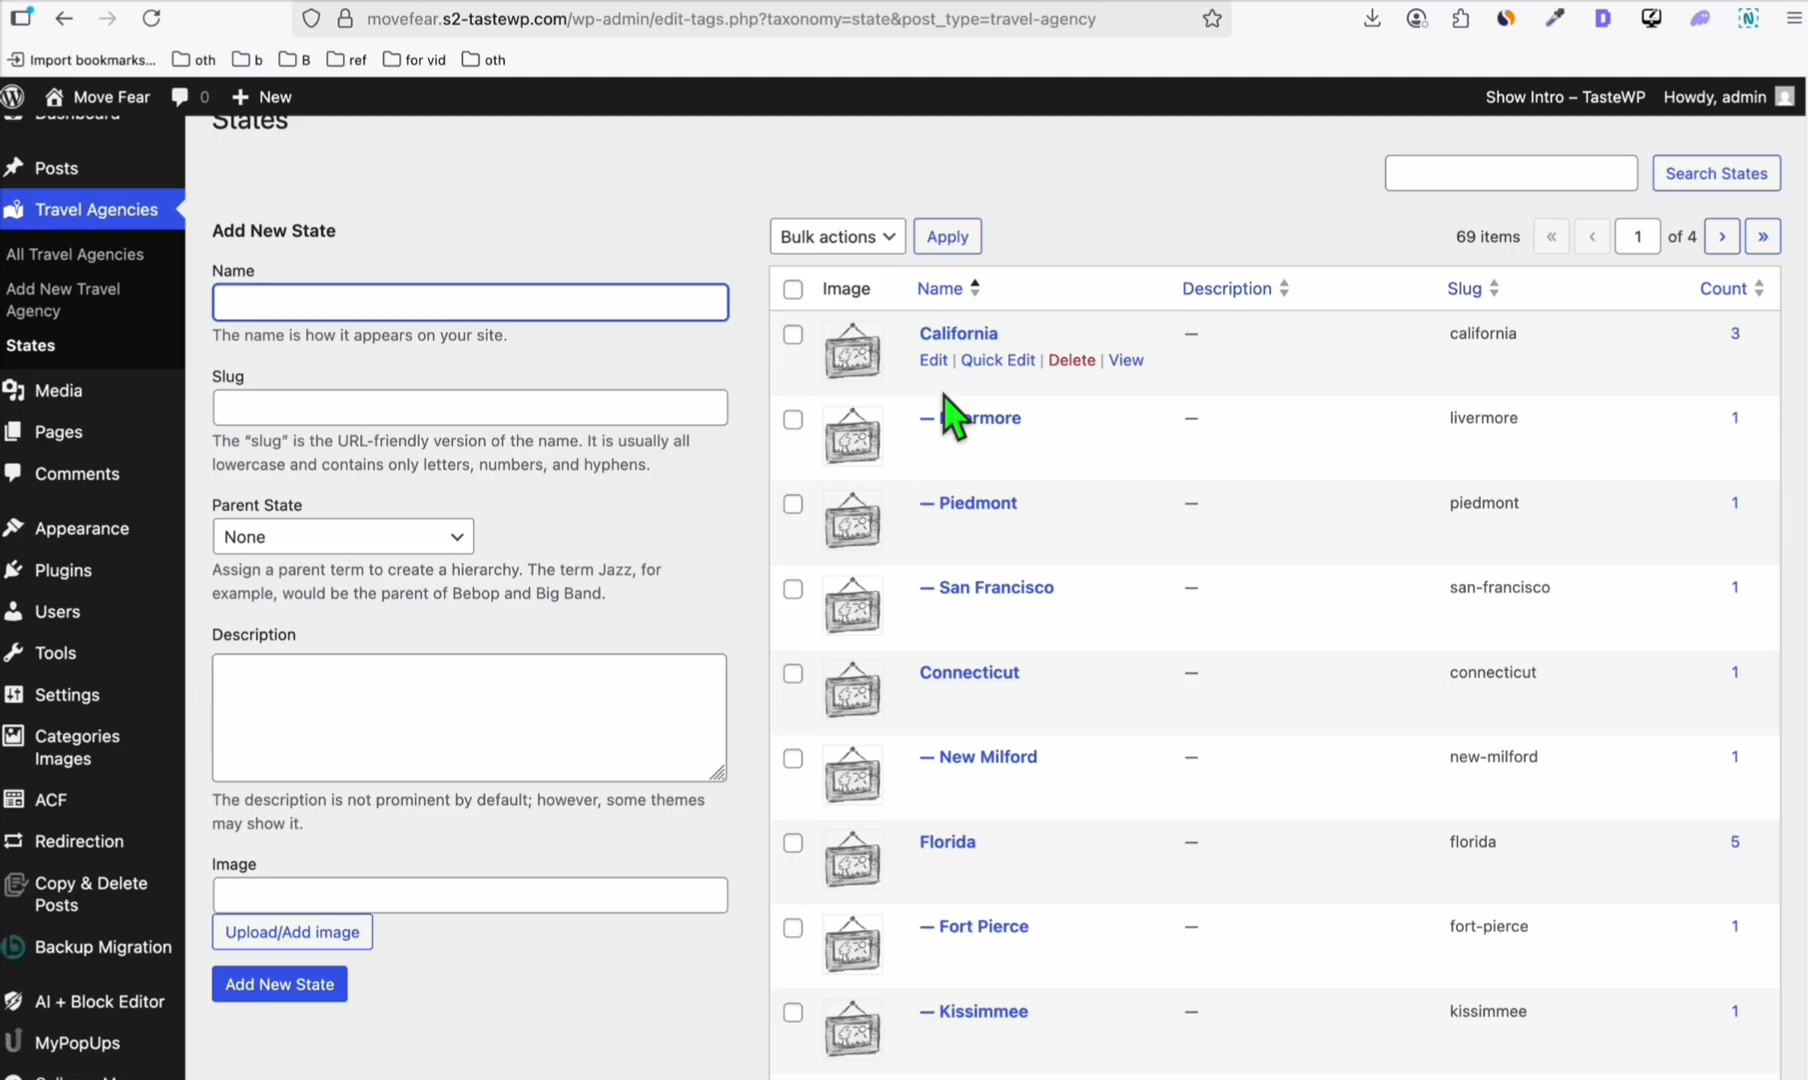 movefear.s2-tastewp.com/wp-admin/edit-tags.php?taxonomy=state&post_type=travel-agency
Import bookmarks...
oth
b
B
ref
for vid
oth
Move Fear
0
New
Show Intro – TasteWP
Howdy, admin
Dashboard
Posts
Travel Agencies
All Travel Agencies
Add New Travel
Agency
States
Media
Pages
Comments
Appearance
Plugins
Users
Tools
Settings
Categories
Images
ACF
Redirection
Copy & Delete
Posts
Backup Migration
AI + Block Editor
MyPopUps
States
Search States
Add New State
Name
The name is how it appears on your site.
Slug
The “slug” is the URL-friendly version of the name. It is usually all
lowercase and contains only letters, numbers, and hyphens.
Parent State
None
Assign a parent term to create a hierarchy. The term Jazz, for
example, would be the parent of Bebop and Big Band.
Description
The description is not prominent by default; however, some themes
may show it.
Image
Upload/Add image
Add New State
Bulk actions
Apply
69 items
«
‹
1
of 4
›
»
Image
Name
Description
Slug
Count
California
—
california
3
Edit | Quick Edit | Delete | View
— Livermore
—
livermore
1
— Piedmont
—
piedmont
1
— San Francisco
—
san-francisco
1
Connecticut
—
connecticut
1
— New Milford
—
new-milford
1
Florida
—
florida
5
— Fort Pierce
—
fort-pierce
1
— Kissimmee
—
kissimmee
1